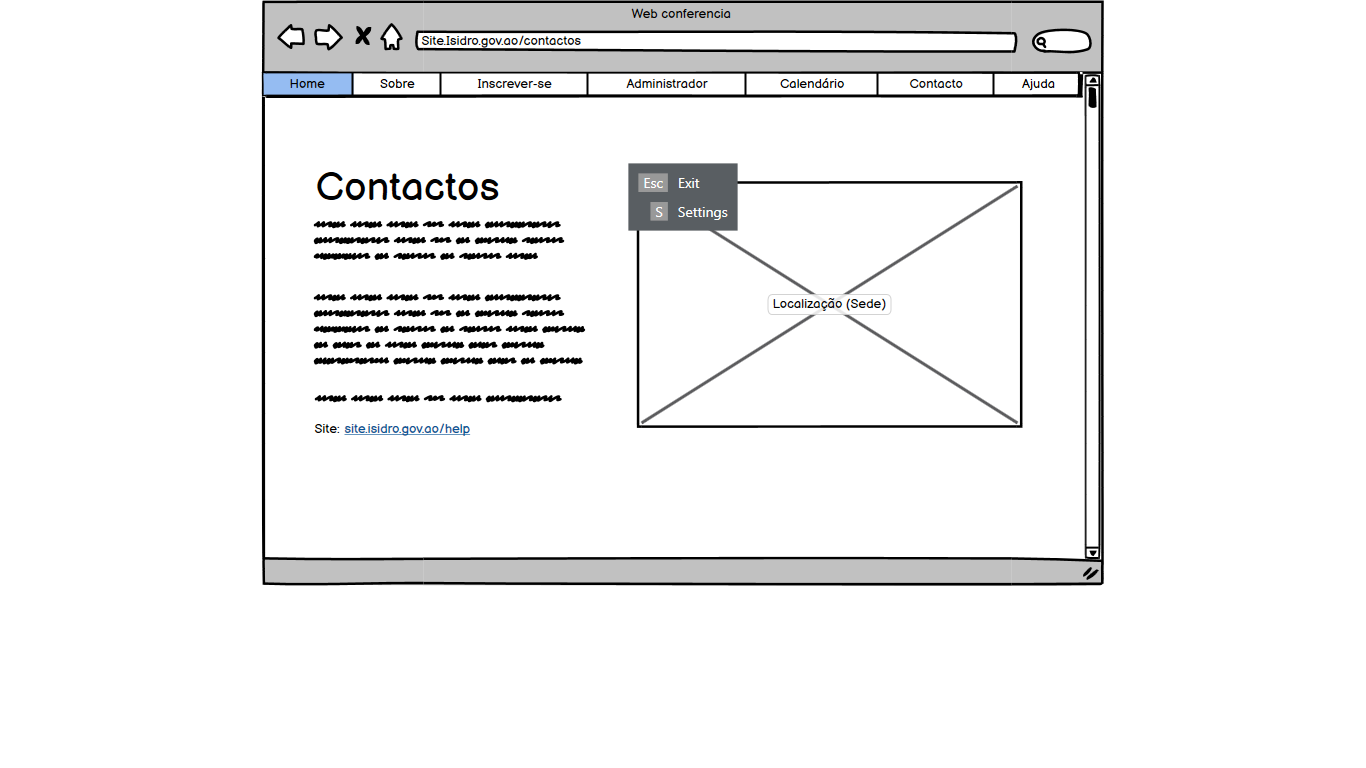 Web conferencia
Site.Isidro.gov.ao/contactos
Home Sobre Inscrever-se Administrador Calendário Contacto Ajuda
Contactos
Esc Exit
S Settings
Localização (Sede)
Site: site.isidro.gov.ao/help